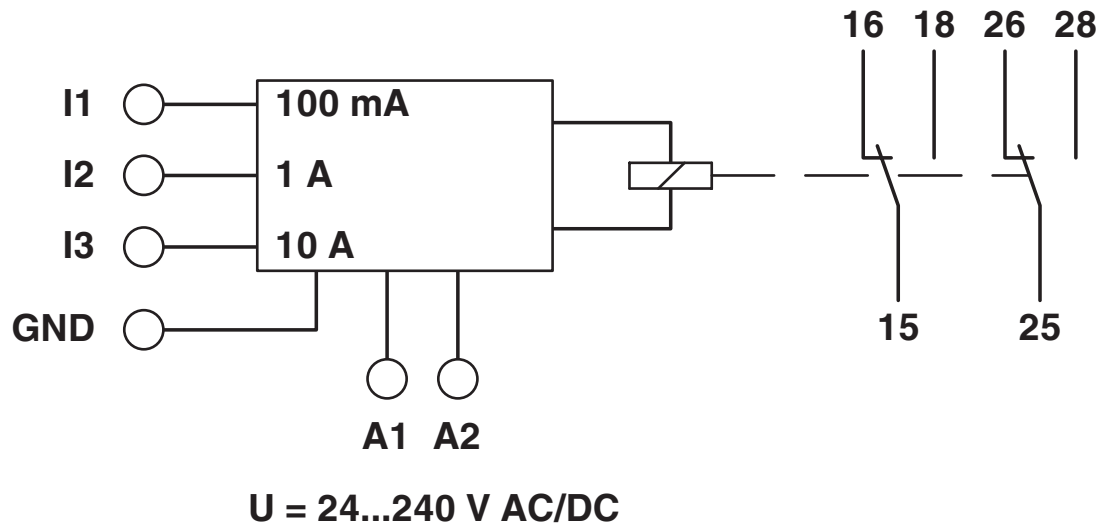 16 18 26 28
I1 100 mA
I2 1 A
I3 10 A
GND
15 25
A1 A2
U = 24...240 V AC/DC